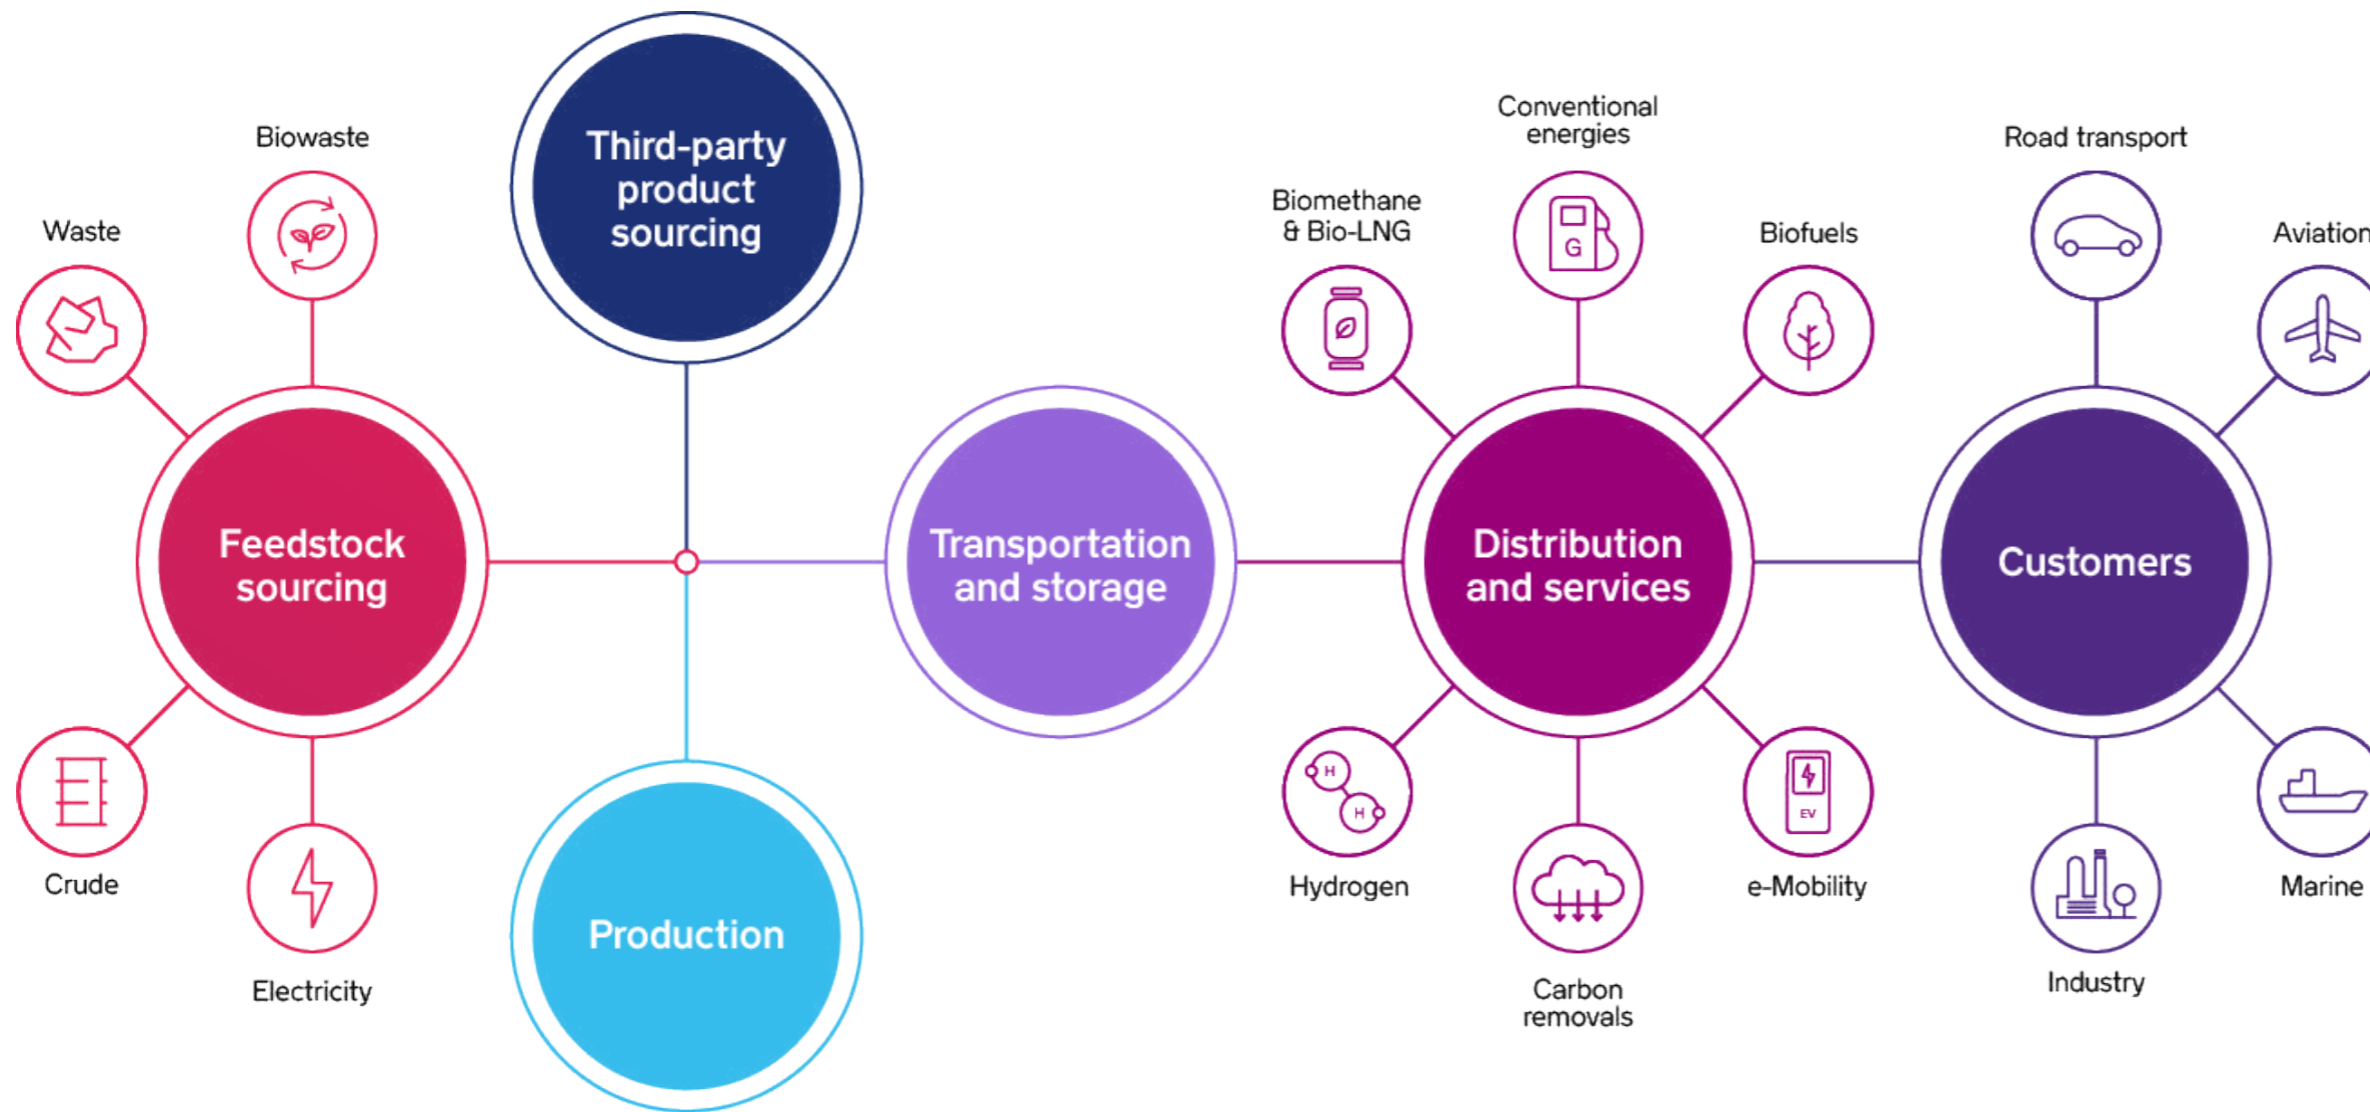 Waste
Biowaste
Feedstock
sourcing
Crude
Electricity
Third-party
product
sourcing
Production
Transportation
and storage
Biomethane
& Bio-LNG
Conventional
energies
G
Biofuels
Distribution
and services
H
H
Hydrogen
Carbon
removals
EV
e-Mobility
Road transport
Aviation
Customers
Industry
Marine